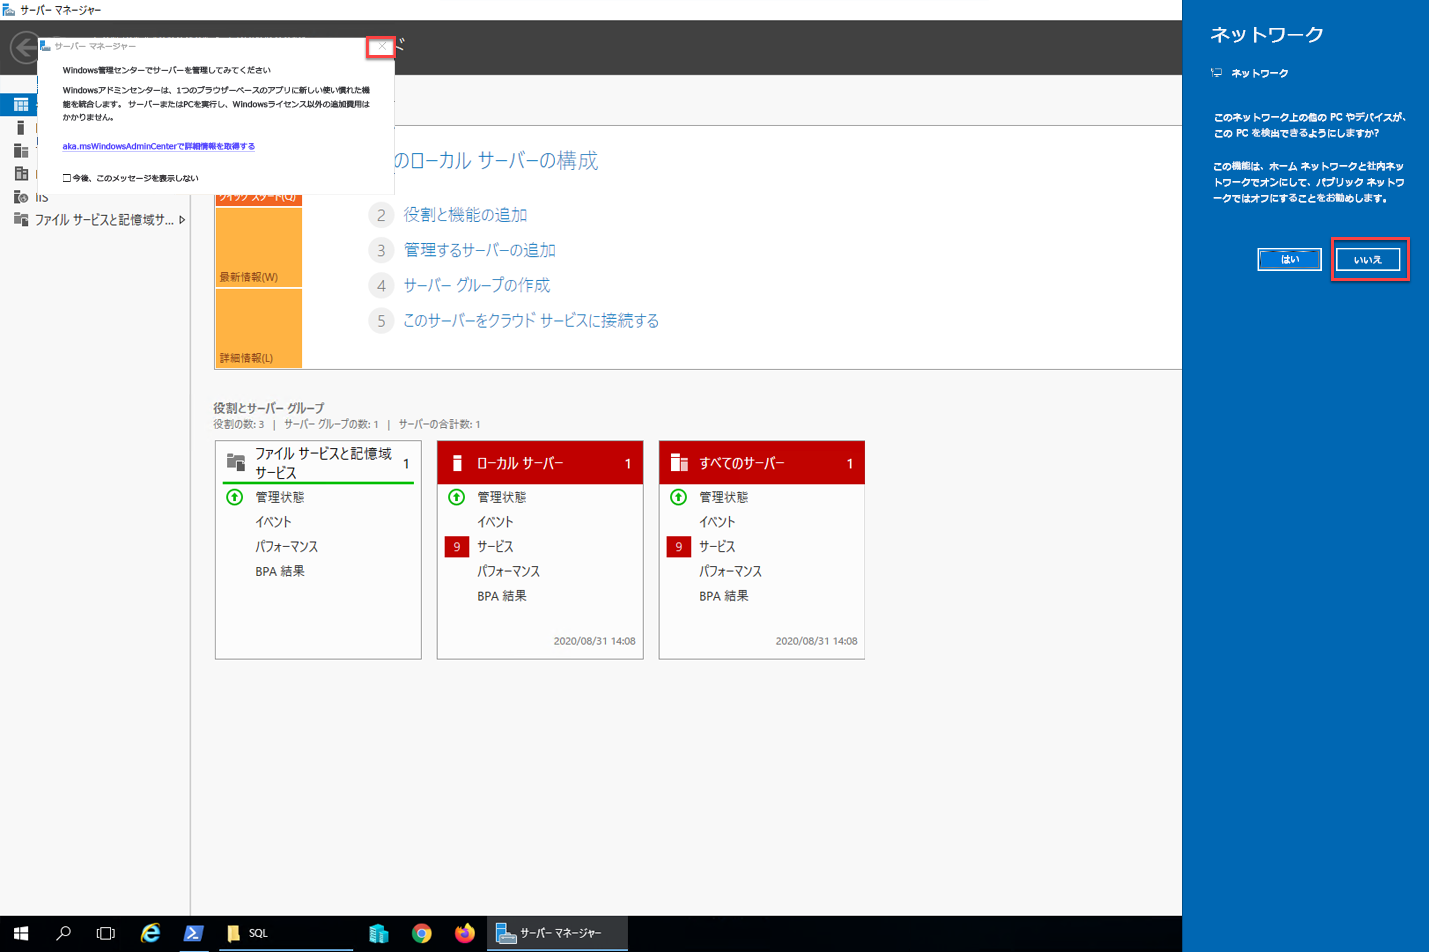 サーバー マネージャー
サーバー マネージャー
Windows管理センターでサーバーを管理してみてください
Windowsアドミンセンターは、1つのブラウザーベースのアプリに新しい使い慣れた機
能を統合します。 サーバーまたはPCを実行し、Windowsライセンス以外の追加費用は
かかりません。
aka.msWindowsAdminCenterで詳細情報を取得する
今後、このメッセージを表示しない
IIS
ファイル サービスと記憶域サ...
のローカル サーバーの構成
クイック スタート(Q)
2 役割と機能の追加
3 管理するサーバーの追加
最新情報(W)
4 サーバー グループの作成
5 このサーバーをクラウド サービスに接続する
詳細情報(L)
役割とサーバー グループ
役割の数: 3 | サーバー グループの数: 1 | サーバーの合計数: 1
ファイル サービスと記憶域
サービス
1
管理状態
イベント
パフォーマンス
BPA 結果
ローカル サーバー 1
管理状態
イベント
9 サービス
パフォーマンス
BPA 結果
2020/08/31 14:08
すべてのサーバー 1
管理状態
イベント
9 サービス
パフォーマンス
BPA 結果
2020/08/31 14:08
ネットワーク
ネットワーク
このネットワーク上の他の PC やデバイスが、
この PC を検出できるようにしますか?
この機能は、ホーム ネットワークと社内ネッ
トワークでオンにして、パブリック ネットワ
ークではオフにすることをお勧めします。
はい いいえ
SQL
サーバー マネージャー